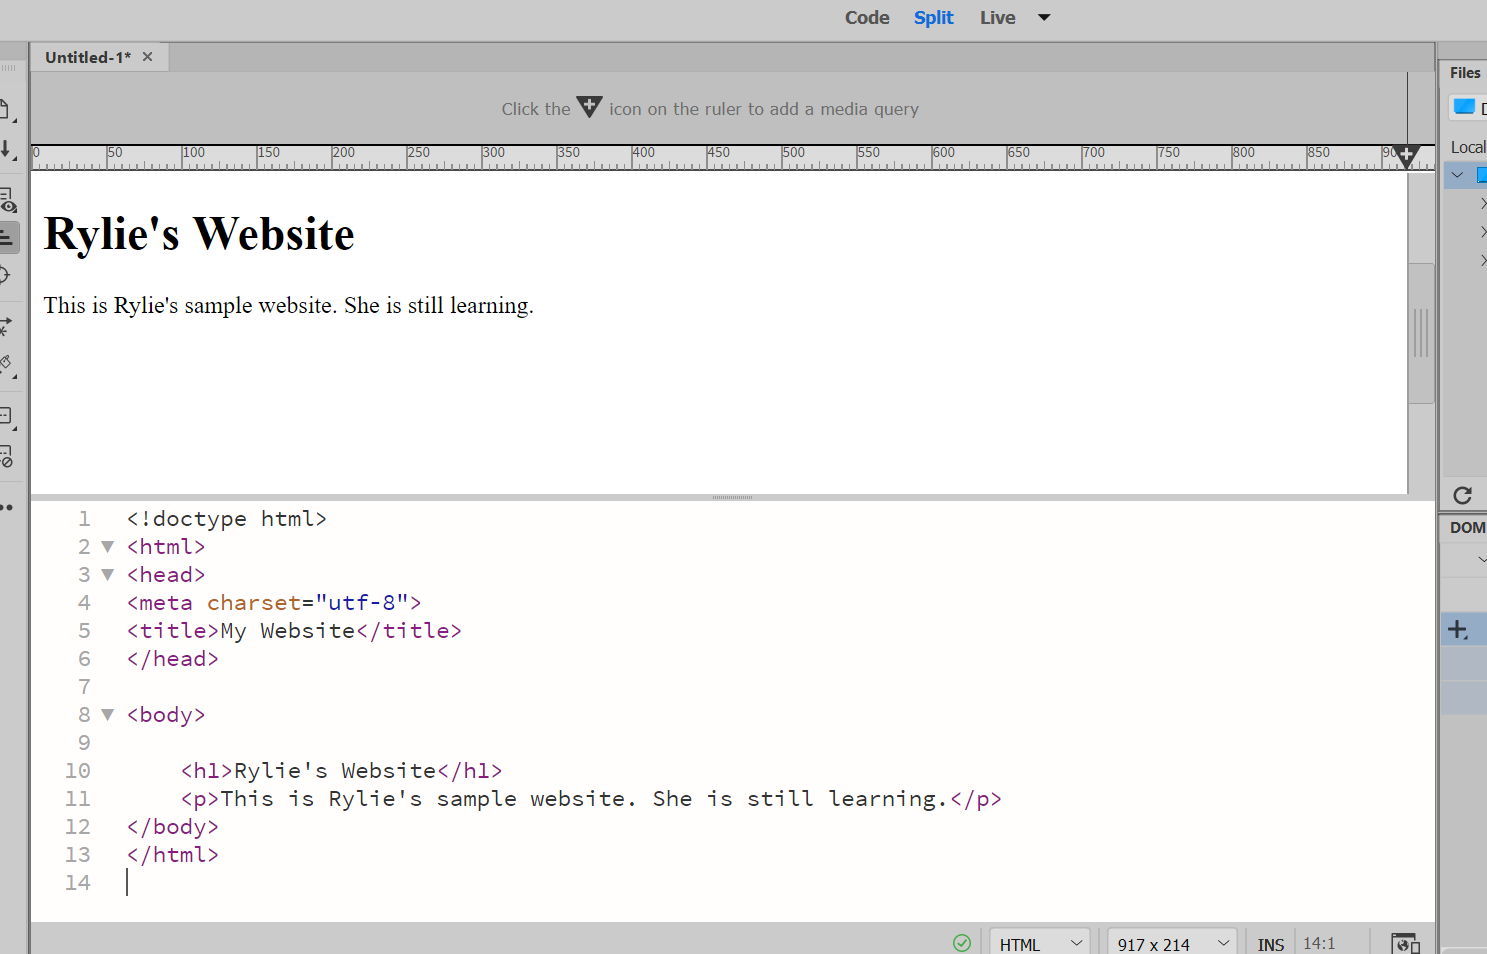 Code Split Live
Untitled-1* ×
Files
Click the icon on the ruler to add a media query
Local
0 50 100 150 200 250 300 350 400 450 500 550 600 650 700 750 800 850
Rylie's Website
This is Rylie's sample website. She is still learning.
1 <!doctype html>
2 <html>
3 <head>
4 <meta charset="utf-8">
5 <title>My Website</title>
6 </head>
7
8 <body>
9
10 <h1>Rylie's Website</h1>
11 <p>This is Rylie's sample website. She is still learning.</p>
12 </body>
13 </html>
14
DOM
HTML 917 x 214 INS 14:1